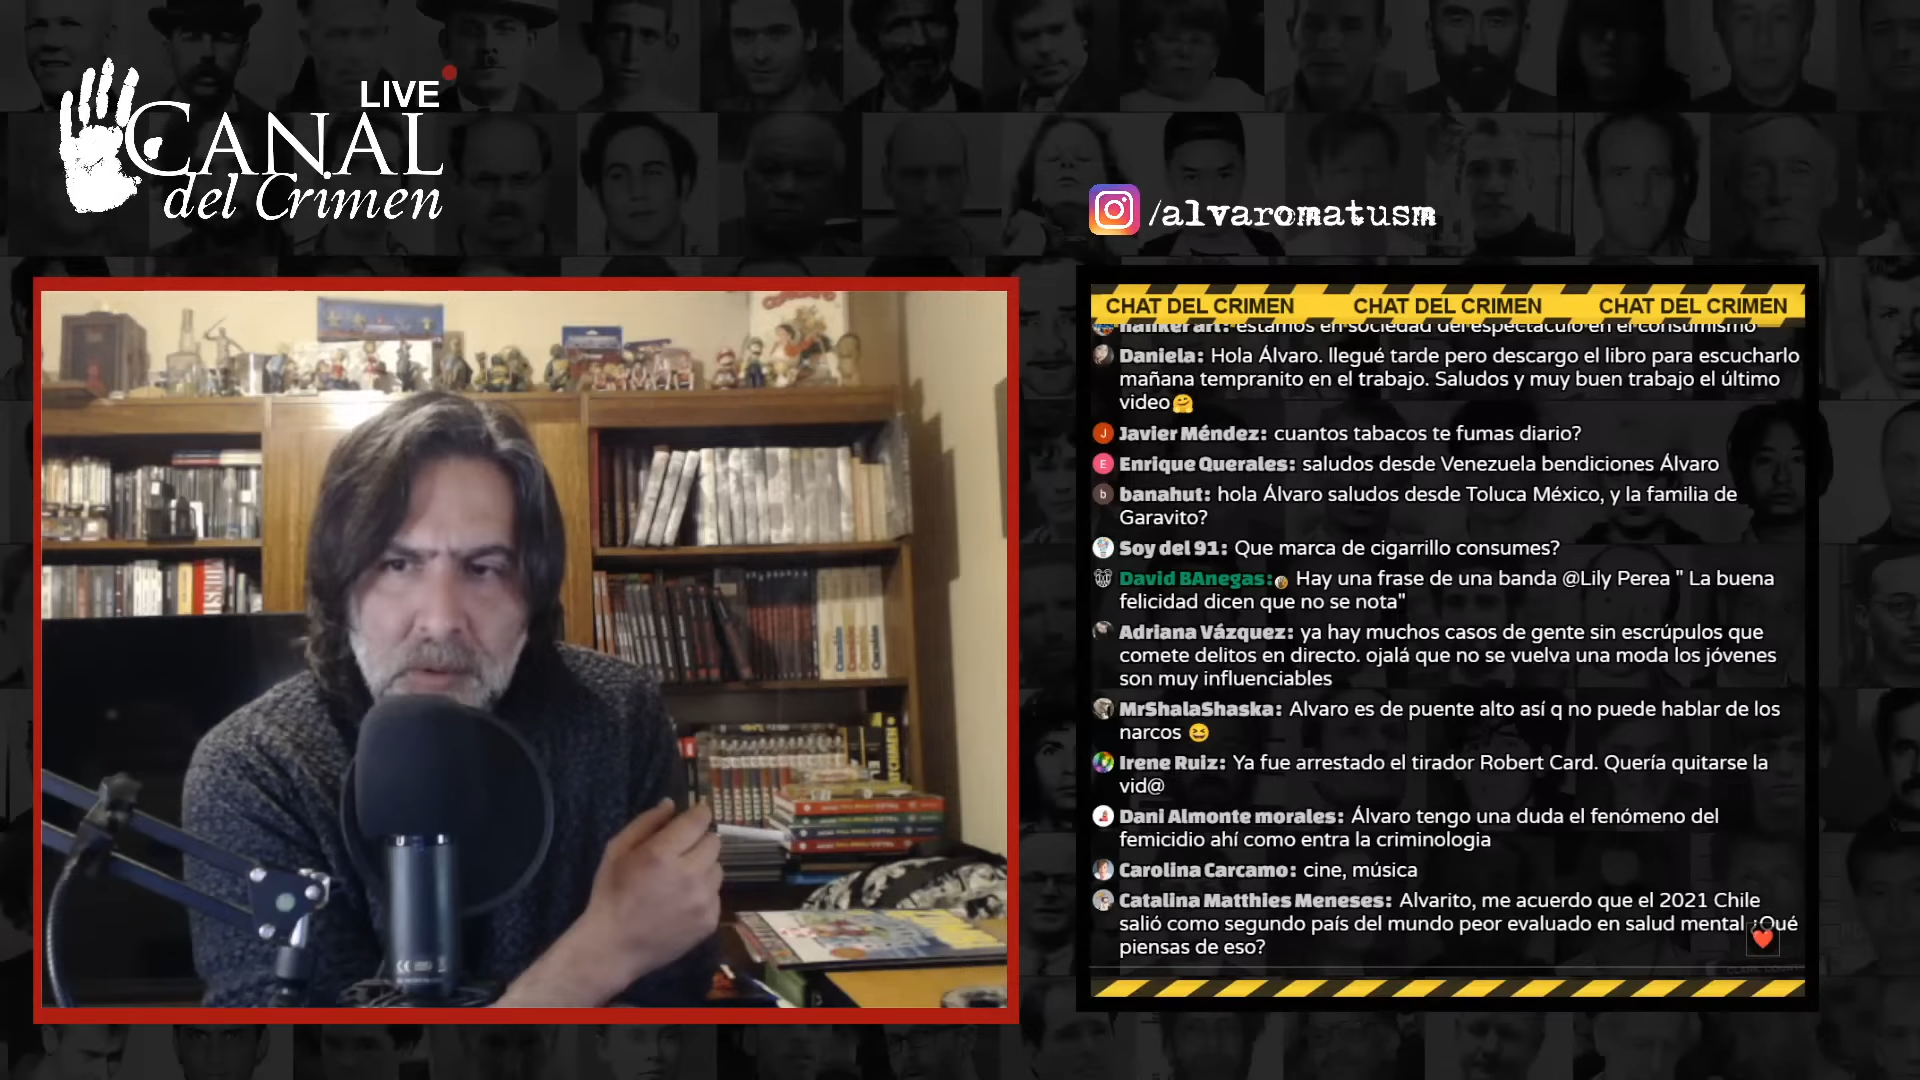 LIVE
CANAL
del Crimen
/alvaromatusm
CHAT DEL CRIMEN CHAT DEL CRIMEN CHAT DEL CRIMEN
estamos en sociedad del espectáculo en el consumismo
Daniela: Hola Álvaro. llegué tarde pero descargo el libro para escucharlo
mañana tempranito en el trabajo. Saludos y muy buen trabajo el último
video🤗
J Javier Méndez: cuantos tabacos te fumas diario?
E Enrique Querales: saludos desde Venezuela bendiciones Álvaro
b banahut: hola Álvaro saludos desde Toluca México, y la familia de
Garavito?
Soy del 91: Que marca de cigarrillo consumes?
David BAnegas: Hay una frase de una banda @Lily Perea " La buena
felicidad dicen que no se nota"
Adriana Vázquez: ya hay muchos casos de gente sin escrúpulos que
comete delitos en directo. ojalá que no se vuelva una moda los jóvenes
son muy influenciables
MrShalaShaska: Alvaro es de puente alto así q no puede hablar de los
narcos 😆
Irene Ruiz: Ya fue arrestado el tirador Robert Card. Quería quitarse la
vid@
Dani Almonte morales: Álvaro tengo una duda el fenómeno del
femicidio ahí como entra la criminologia
Carolina Carcamo: cine, música
Catalina Matthies Meneses: Alvarito, me acuerdo que el 2021 Chile
salió como segundo país del mundo peor evaluado en salud mental ¿Qué
piensas de eso?